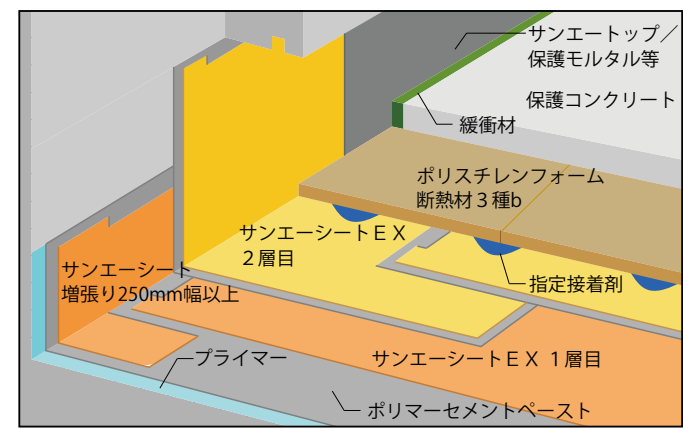 サンエートップ／
保護モルタル等
保護コンクリート
緩衝材
ポリスチレンフォーム
断熱材３種b
サンエーシートＥＸ
２層目
サンエーシート
増張り250mm幅以上
指定接着剤
プライマー
サンエーシートＥＸ １層目
ポリマーセメントペースト